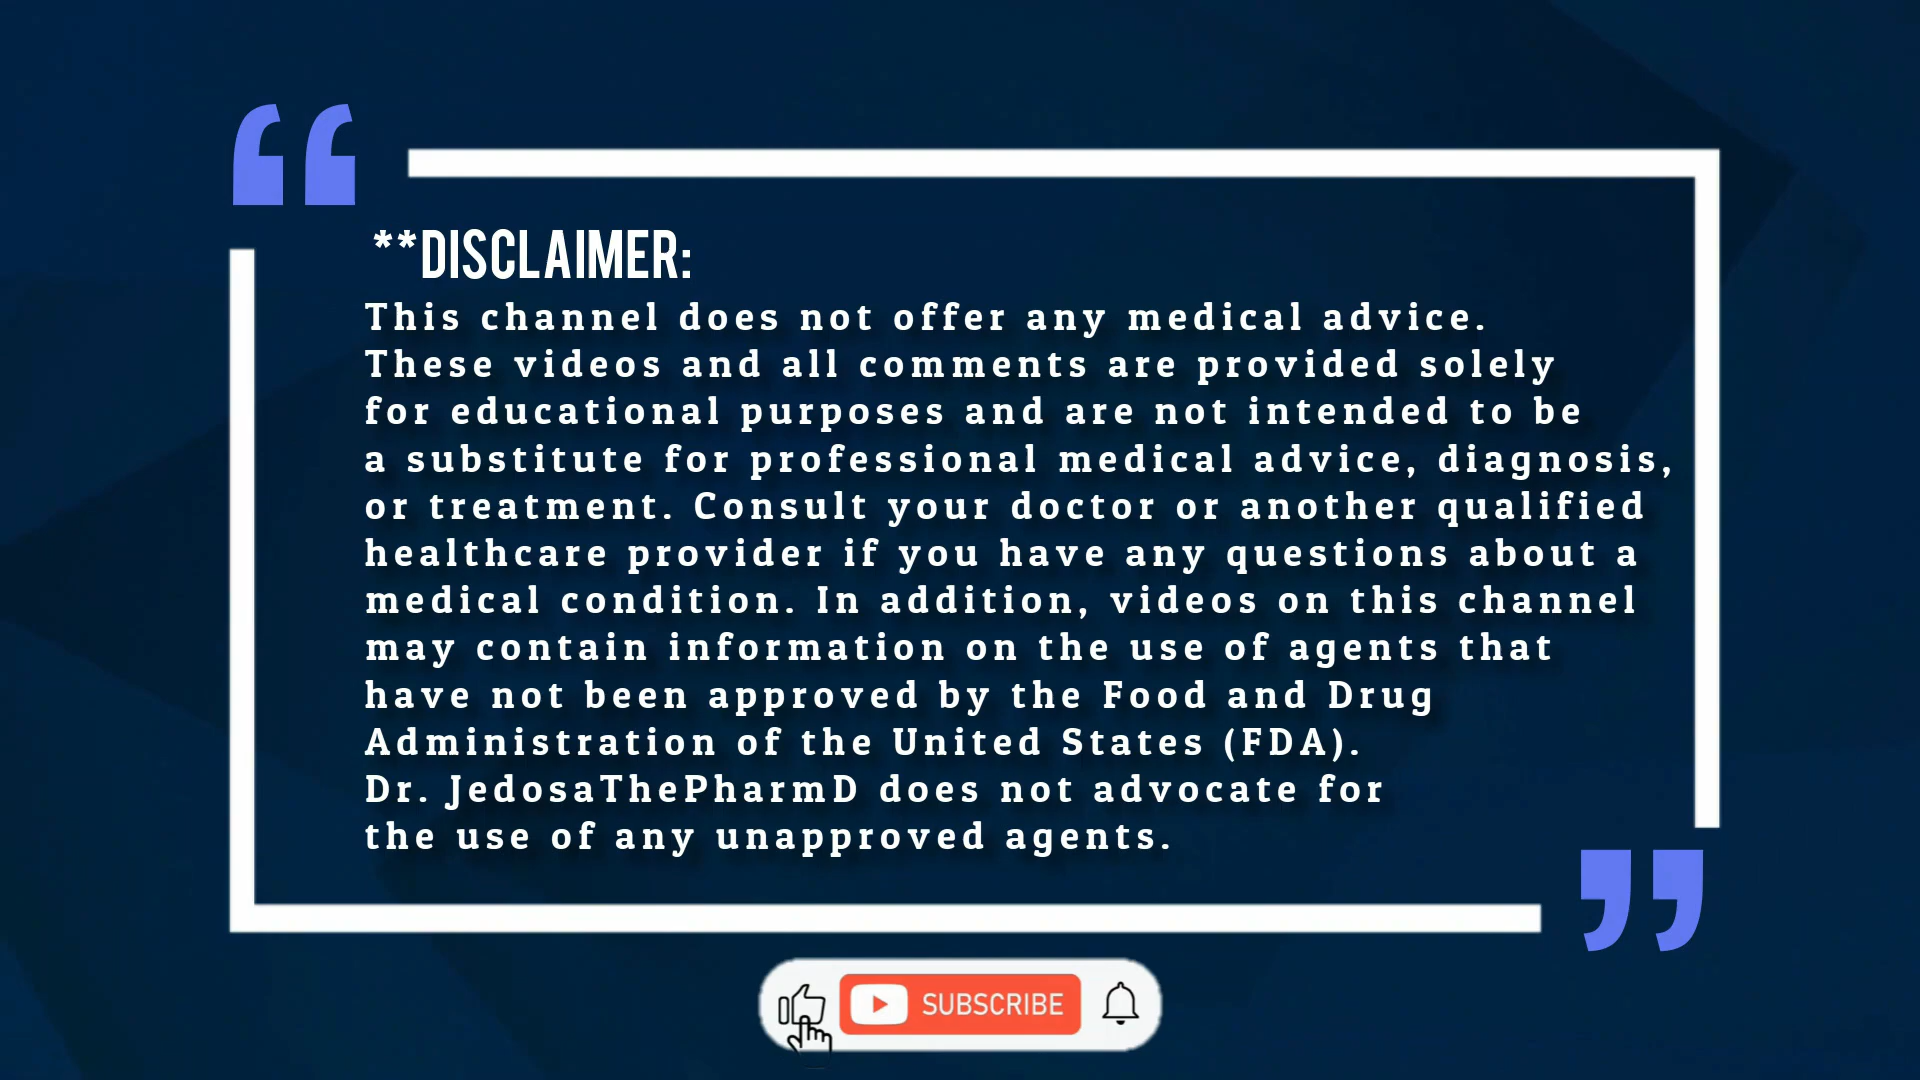 **DISCLAIMER:
This channel does not offer any medical advice.
These videos and all comments are provided solely
for educational purposes and are not intended to be
a substitute for professional medical advice, diagnosis,
or treatment. Consult your doctor or another qualified
healthcare provider if you have any questions about a
medical condition. In addition, videos on this channel
may contain information on the use of agents that
have not been approved by the Food and Drug
Administration of the United States (FDA).
Dr. JedosaThePharmD does not advocate for
the use of any unapproved agents.
SUBSCRIBE